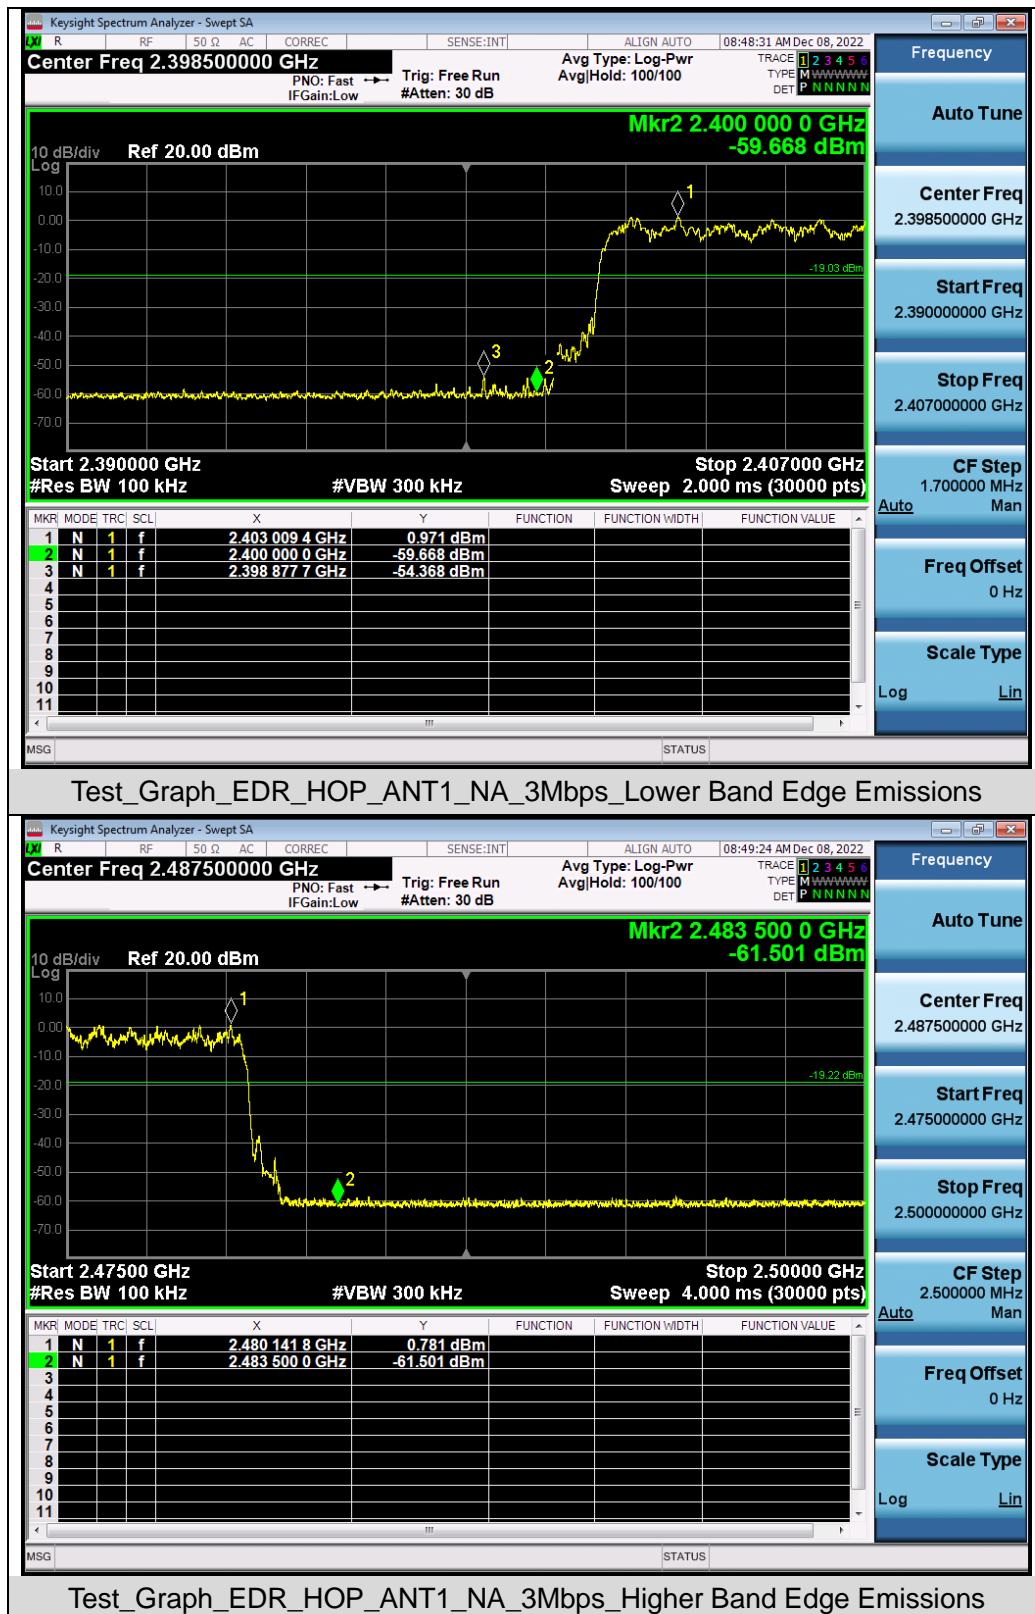 Keysight Spectrum Analyzer - Swept SA
LXI R RF 50 Ω AC CORREC SENSE:INT ALIGN AUTO 08:48:31 AM Dec 08, 2022
Center Freq 2.398500000 GHz
PNO: Fast
IFGain:Low
Trig: Free Run
#Atten: 30 dB
Avg Type: Log-Pwr
Avg|Hold: 100/100
TRACE 1 2 3 4 5 6
TYPE M W W W W W
DET P N N N N N
Mkr2 2.400 000 0 GHz
-59.668 dBm
10 dB/div Ref 20.00 dBm
Log
10.0
0.00
-10.0
-20.0
-30.0
-40.0
-50.0
-60.0
-70.0
1
-19.03 dBm
3
2
Start 2.390000 GHz Stop 2.407000 GHz
#Res BW 100 kHz #VBW 300 kHz Sweep 2.000 ms (30000 pts)
MKR MODE TRC SCL X Y FUNCTION FUNCTION WIDTH FUNCTION VALUE
1 N 1 f 2.403 009 4 GHz 0.971 dBm
2 N 1 f 2.400 000 0 GHz -59.668 dBm
3 N 1 f 2.398 877 7 GHz -54.368 dBm
4
5
6
7
8
9
10
11
MSG STATUS
Frequency
Auto Tune
Center Freq
2.398500000 GHz
Start Freq
2.390000000 GHz
Stop Freq
2.407000000 GHz
CF Step
1.700000 MHz
Auto Man
Freq Offset
0 Hz
Scale Type
Log Lin
Test_Graph_EDR_HOP_ANT1_NA_3Mbps_Lower Band Edge Emissions
Keysight Spectrum Analyzer - Swept SA
LXI R RF 50 Ω AC CORREC SENSE:INT ALIGN AUTO 08:49:24 AM Dec 08, 2022
Center Freq 2.487500000 GHz
PNO: Fast
IFGain:Low
Trig: Free Run
#Atten: 30 dB
Avg Type: Log-Pwr
Avg|Hold: 100/100
TRACE 1 2 3 4 5 6
TYPE M W W W W W
DET P N N N N N
Mkr2 2.483 500 0 GHz
-61.501 dBm
10 dB/div Ref 20.00 dBm
Log
10.0
0.00
-10.0
-20.0
-30.0
-40.0
-50.0
-60.0
-70.0
1
-19.22 dBm
2
Start 2.47500 GHz Stop 2.50000 GHz
#Res BW 100 kHz #VBW 300 kHz Sweep 4.000 ms (30000 pts)
MKR MODE TRC SCL X Y FUNCTION FUNCTION WIDTH FUNCTION VALUE
1 N 1 f 2.480 141 8 GHz 0.781 dBm
2 N 1 f 2.483 500 0 GHz -61.501 dBm
3
4
5
6
7
8
9
10
11
MSG STATUS
Frequency
Auto Tune
Center Freq
2.487500000 GHz
Start Freq
2.475000000 GHz
Stop Freq
2.500000000 GHz
CF Step
2.500000 MHz
Auto Man
Freq Offset
0 Hz
Scale Type
Log Lin
Test_Graph_EDR_HOP_ANT1_NA_3Mbps_Higher Band Edge Emissions